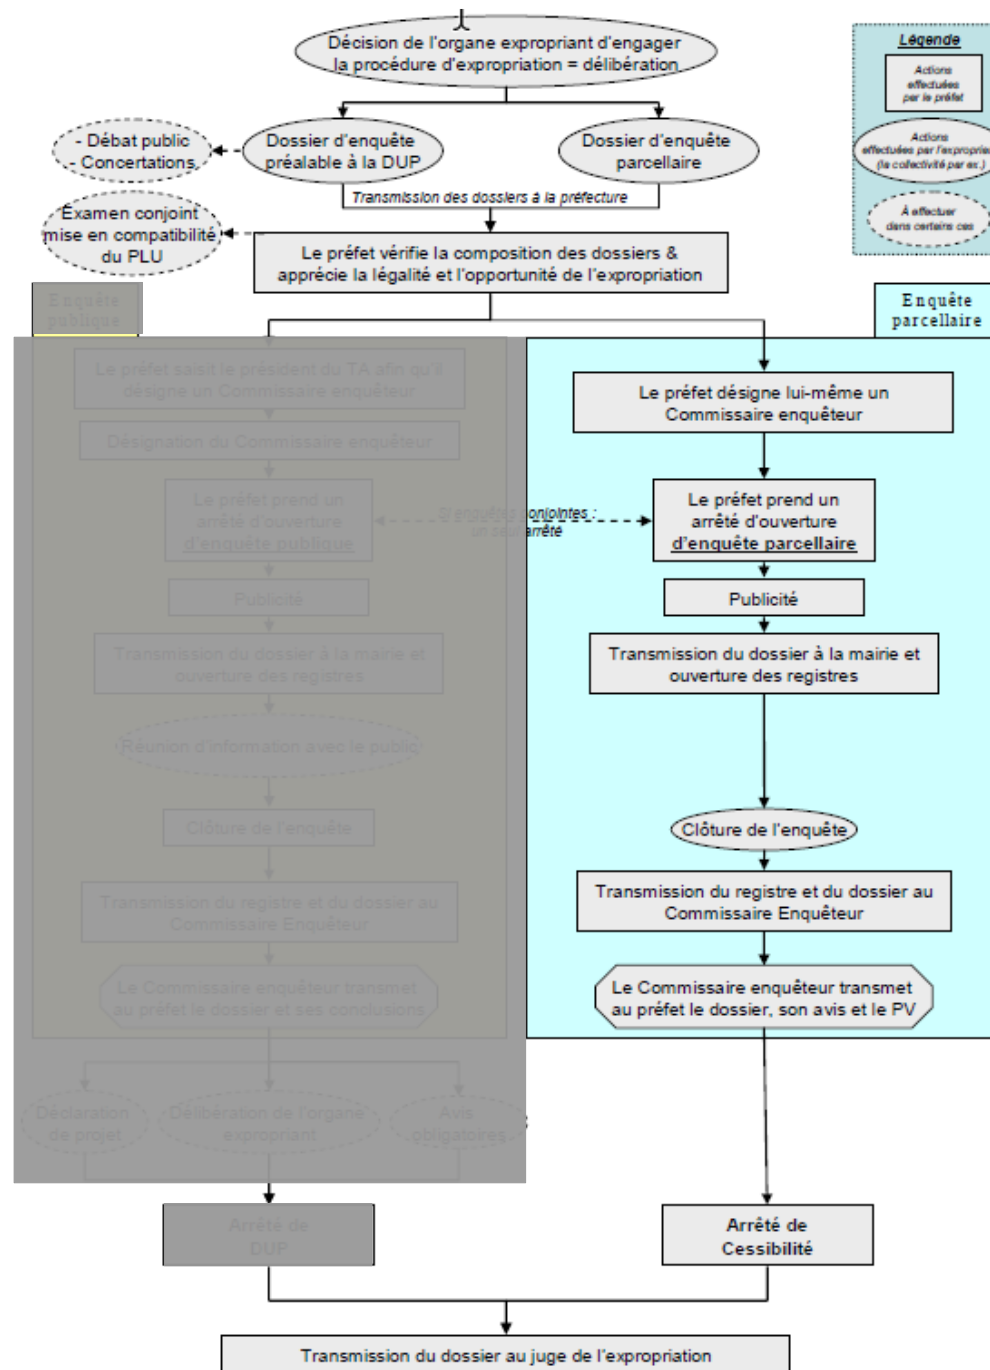 Décision de l'organe expropriant d'engager
la procédure d'expropriation = délibération
Légende
Actions
effectuées
par le préfet
Actions
effectuées par l'exproprian
(la collectivité par ex.)
À effectuer
dans certains cas
- Débat public
- Concertations
Dossier d'enquête
préalable à la DUP
Dossier d'enquête
parcellaire
Transmission des dossiers à la préfecture
Examen conjoint
mise en compatibilité
du PLU
Le préfet vérifie la composition des dossiers &
apprécie la légalité et l'opportunité de l'expropriation
Enquête
publique
Le préfet saisit le président du TA afin qu'il
désigne un Commissaire enquêteur
Désignation du Commissaire enquêteur
Le préfet prend un
arrêté d'ouverture
d'enquête publique
Si enquêtes conjointes :
un seul arrêté
Publicité
Transmission du dossier à la mairie et
ouverture des registres
Réunion d'information avec le public
Clôture de l'enquête
Transmission du registre et du dossier au
Commissaire Enquêteur
Le Commissaire enquêteur transmet
au préfet le dossier et ses conclusions
Déclaration
de projet
Délibération de l'organe
expropriant
Avis
obligatoires
Arrêté de
DUP
Enquête
parcellaire
Le préfet désigne lui-même un
Commissaire enquêteur
Le préfet prend un
arrêté d'ouverture
d'enquête parcellaire
Publicité
Transmission du dossier à la mairie et
ouverture des registres
Clôture de l'enquête
Transmission du registre et du dossier au
Commissaire Enquêteur
Le Commissaire enquêteur transmet
au préfet le dossier, son avis et le PV
Arrêté de
Cessibilité
Transmission du dossier au juge de l'expropriation